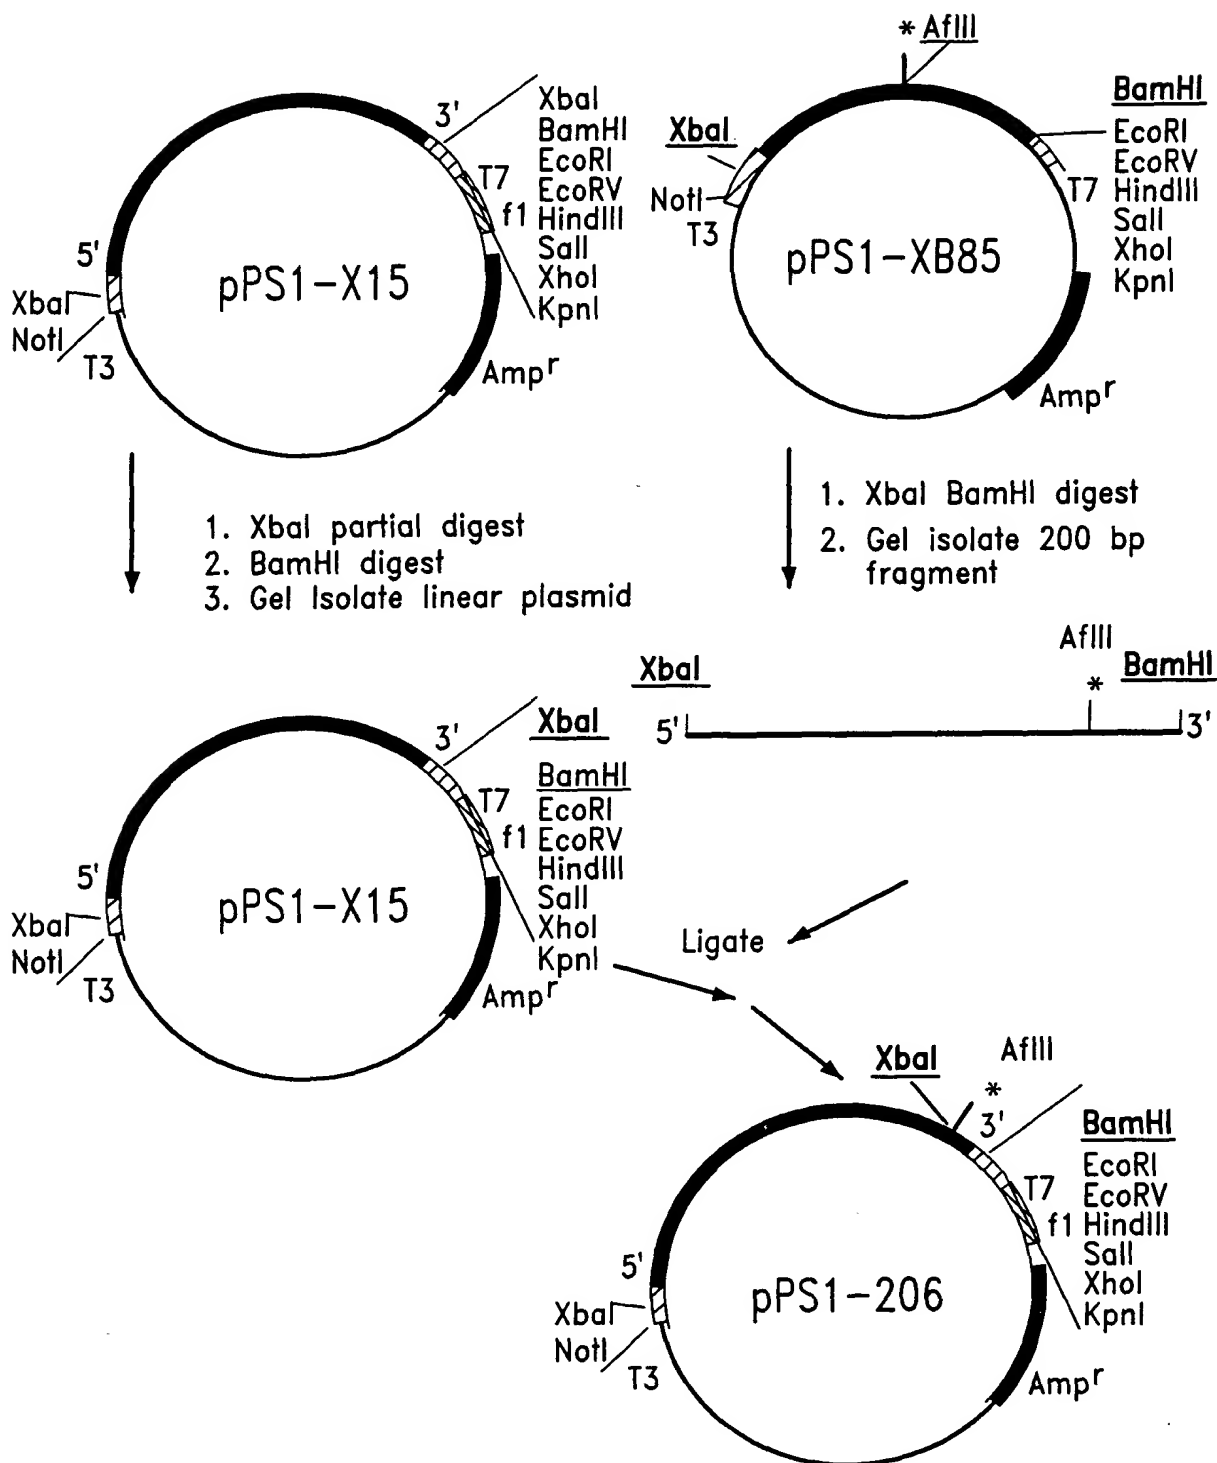 3'
XbaI
BamHI
EcoRI
EcoRV
HindIII
SalI
XhoI
KpnI
T7
f1
5'
XbaI
NotI
T3
pPS1-X15
Amp^r
* AflII
XbaI
NotI
T3
BamHI
EcoRI
EcoRV
HindIII
SalI
XhoI
KpnI
T7
pPS1-XB85
Amp^r
1. XbaI partial digest
2. BamHI digest
3. Gel Isolate linear plasmid
1. XbaI BamHI digest
2. Gel isolate 200 bp
fragment
XbaI
AflII
*
BamHI
5'
3'
3'
XbaI
BamHI
EcoRI
EcoRV
HindIII
SalI
XhoI
KpnI
T7
f1
5'
XbaI
NotI
T3
pPS1-X15
Amp^r
Ligate
XbaI
AflII
*
3'
BamHI
EcoRI
EcoRV
HindIII
SalI
XhoI
KpnI
T7
f1
5'
XbaI
NotI
T3
pPS1-206
Amp^r